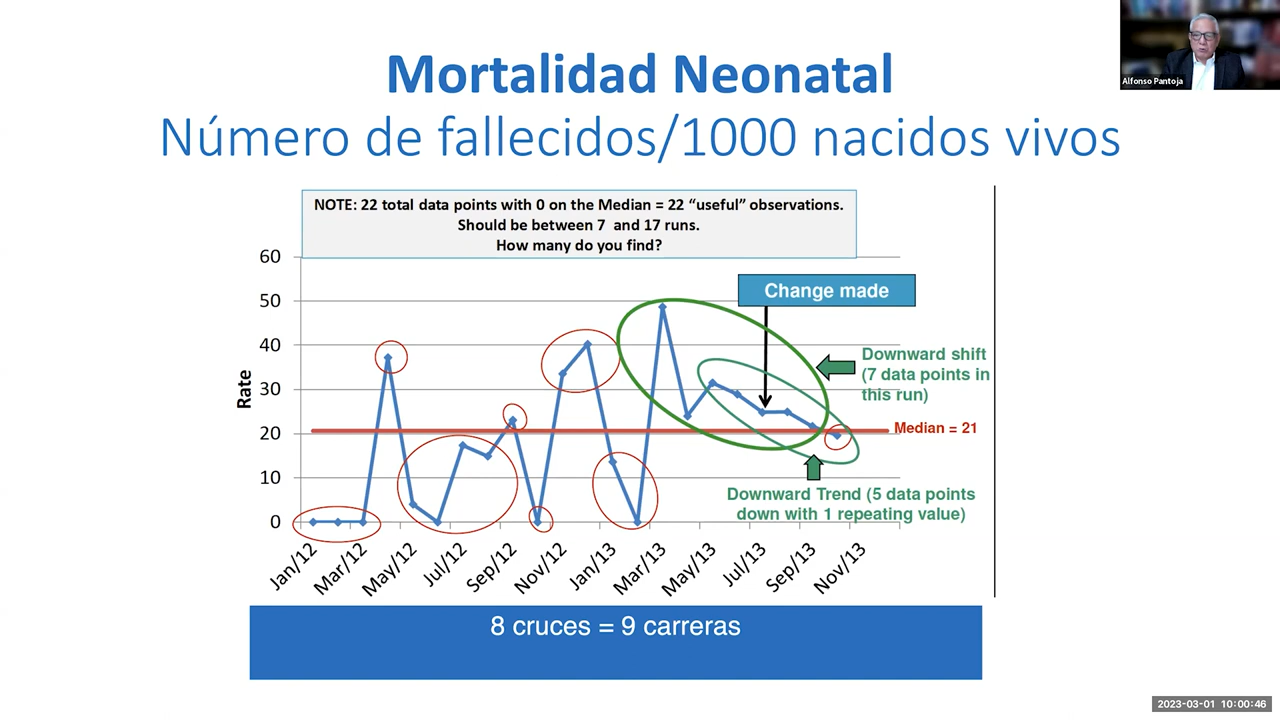 Alfonso Pantoja
Mortalidad Neonatal
Número de fallecidos/1000 nacidos vivos
NOTE: 22 total data points with 0 on the Median = 22 “useful” observations.
Should be between 7 and 17 runs.
How many do you find?
Change made
Downward shift
(7 data points in
this run)
Median = 21
Downward Trend (5 data points
down with 1 repeating value)
Rate
60
50
40
30
20
10
0
Jan/12
Mar/12
May/12
Jul/12
Sep/12
Nov/12
Jan/13
Mar/13
May/13
Jul/13
Sep/13
Nov/13
8 cruces = 9 carreras
2023-03-01 10:00:46